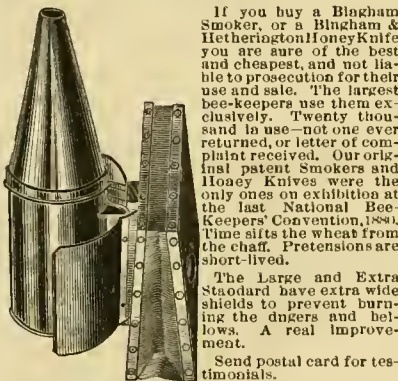 If you buy a Bingham
Smoker, or a Bingham &
Hetherington Honey Knife
you are sure of the best
and cheapest, and not lia-
ble to prosecution for their
use and sale. The largest
bee-keepers use them ex-
clusively. Twenty thou-
sand in use—not one ever
returned, or letter of com-
plaint received. Our orig-
inal patent Smokers and
Honey Knives were the
only ones on exhibition at
the last National Bee-
Keepers' Convention, 1880.
Time sifts the wheat from
the chaff. Pretensions are
short-lived.
The Large and Extra
Standard have extra wide
shields to prevent burn-
ing the fingers and bel-
lows. A real improve-
ment.
Send postal card for tes-
timonials.